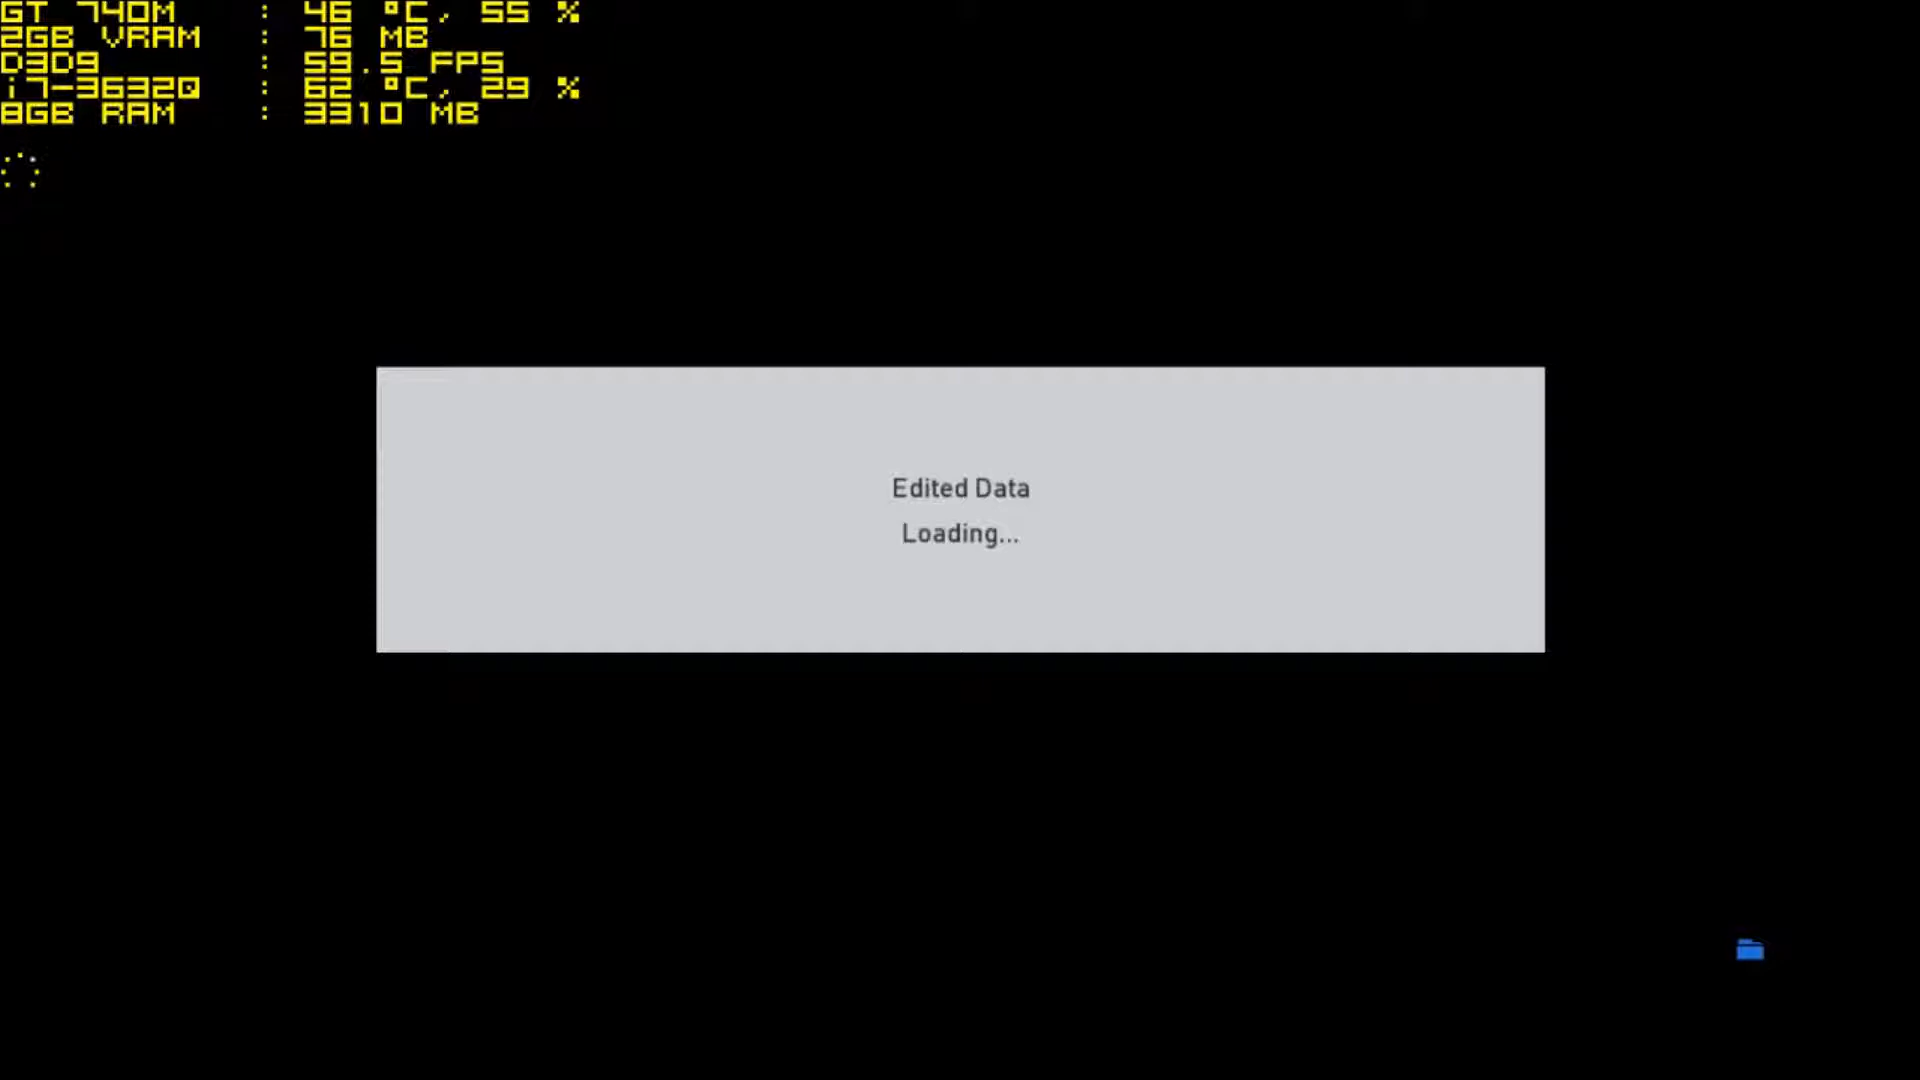 GT 740M : 46 °C, 55 %
2GB VRAM : 76 MB
D3D9 : 59.5 FPS
i7-3632Q : 62 °C, 29 %
8GB RAM : 3310 MB
Edited Data
Loading...